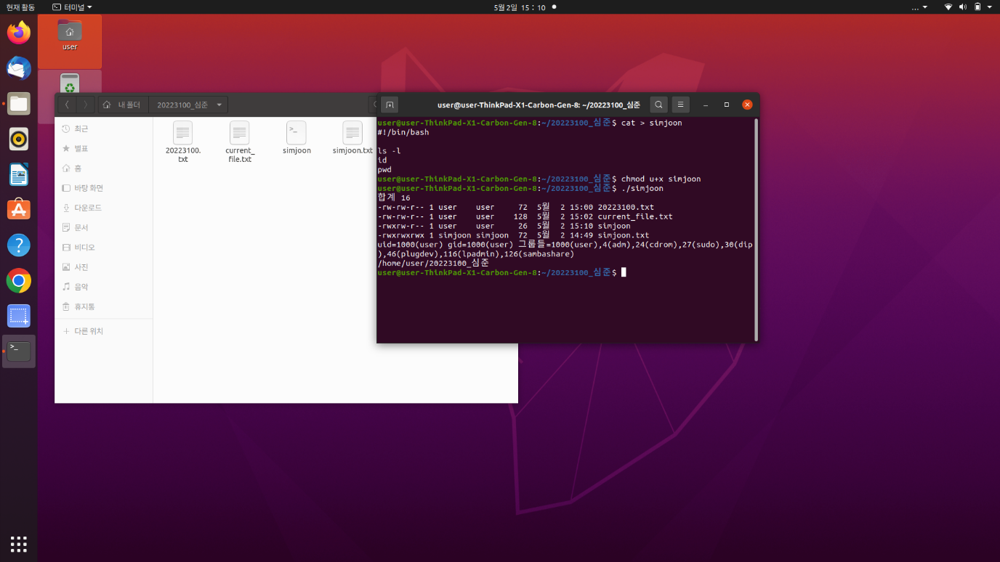 현재 활동
터미널
5월 2일 15 : 10
user
내 폴더
20223100_심준
최근
별표
홈
바탕 화면
다운로드
문서
비디오
사진
음악
휴지통
다른 위치
20223100.
txt
current_
file.txt
simjoon
simjoon.txt
user@user-ThinkPad-X1-Carbon-Gen-8: ~/20223100_심준
user@user-ThinkPad-X1-Carbon-Gen-8:~/20223100_심준$ cat > simjoon
#!/bin/bash
ls -l
id
pwd
user@user-ThinkPad-X1-Carbon-Gen-8:~/20223100_심준$ chmod u+x simjoon
user@user-ThinkPad-X1-Carbon-Gen-8:~/20223100_심준$ ./simjoon
합계 16
-rw-rw-r-- 1 user    user     72  5월  2 15:00 20223100.txt
-rw-rw-r-- 1 user    user    128  5월  2 15:02 current_file.txt
-rwxrw-r-- 1 user    user     26  5월  2 15:10 simjoon
-rwxrwxrwx 1 simjoon simjoon  72  5월  2 14:49 simjoon.txt
uid=1000(user) gid=1000(user) 그룹들=1000(user),4(adm),24(cdrom),27(sudo),30(dip
),46(plugdev),116(lpadmin),126(sambashare)
/home/user/20223100_심준
user@user-ThinkPad-X1-Carbon-Gen-8:~/20223100_심준$